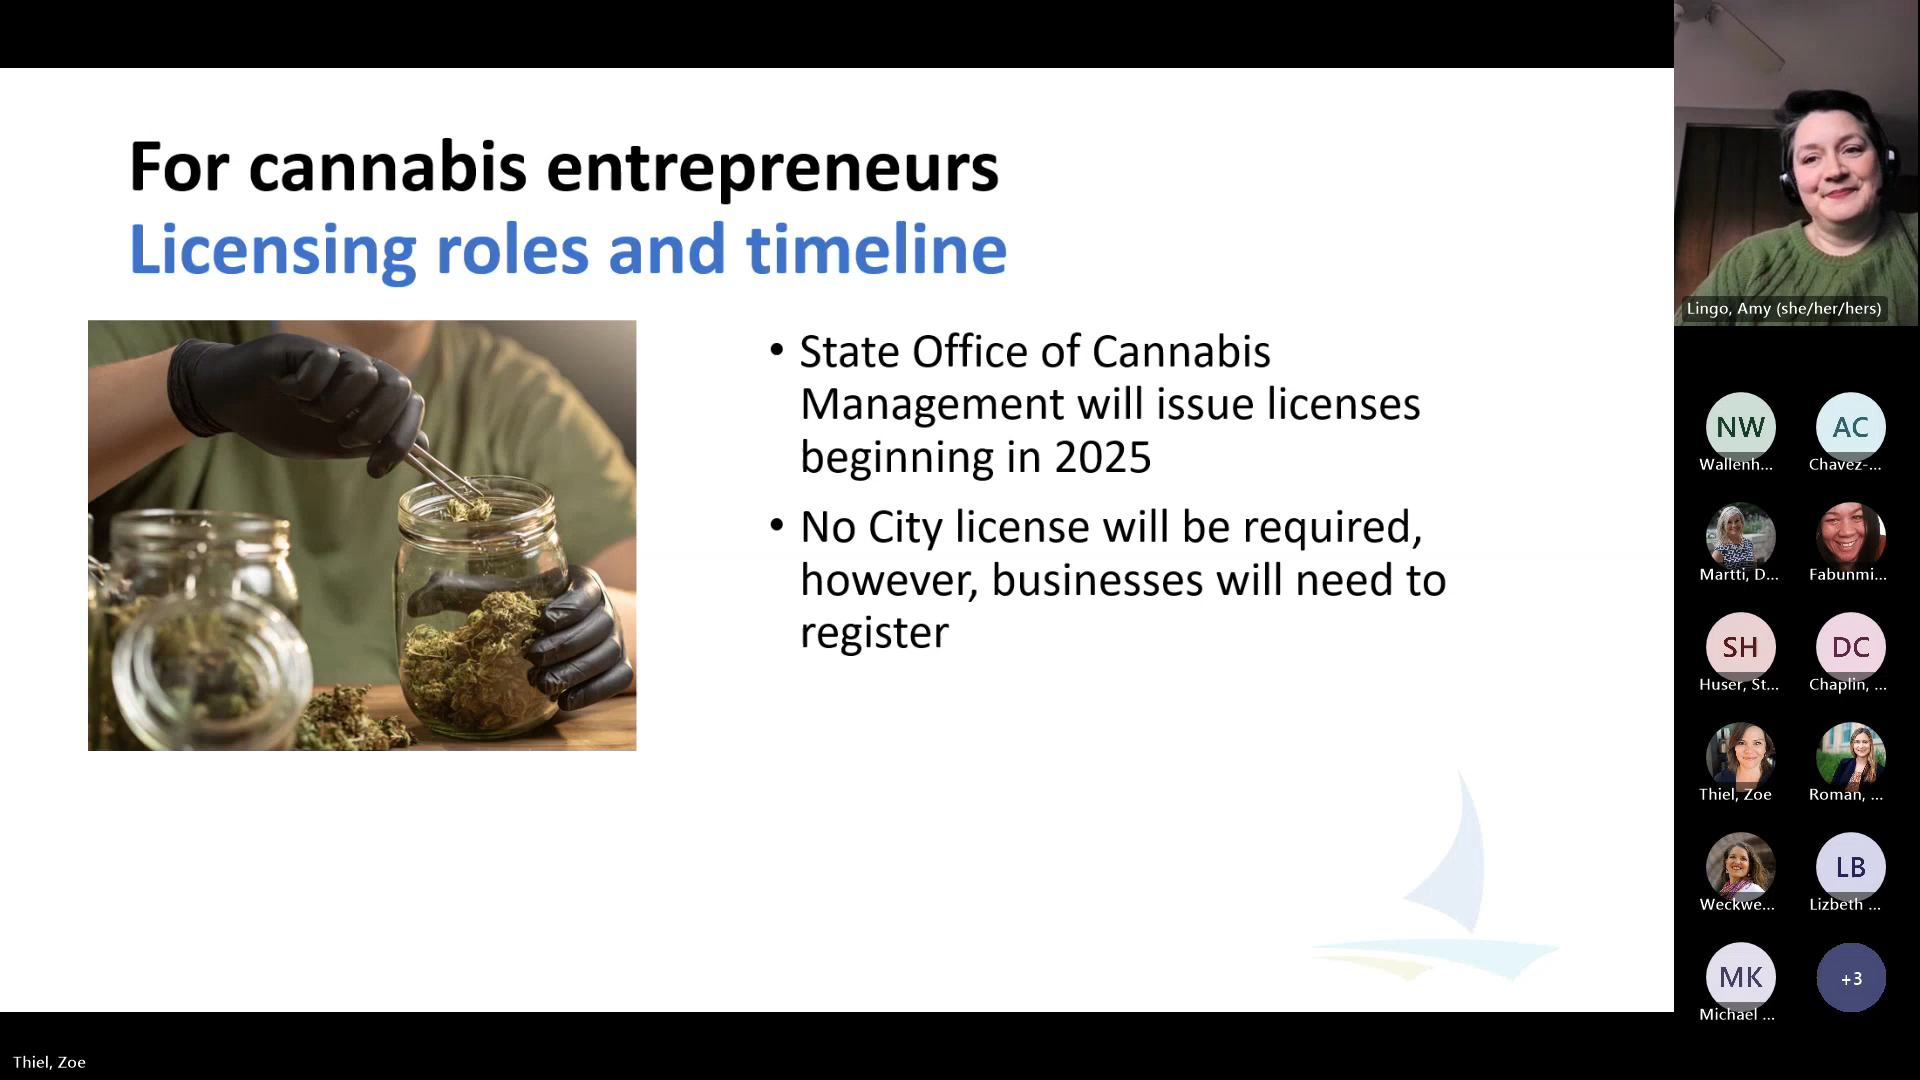 For cannabis entrepreneurs
Licensing roles and timeline
• State Office of Cannabis
Management will issue licenses
beginning in 2025
• No City license will be required,
however, businesses will need to
register
Lingo, Amy (she/her/hers)
NW
AC
Wallenh...
Chavez-...
Martti, D...
Fabunmi...
SH
DC
Huser, St...
Chaplin, ...
Thiel, Zoe
Roman, ...
LB
Weckwe...
Lizbeth ...
MK
+3
Michael ...
Thiel, Zoe